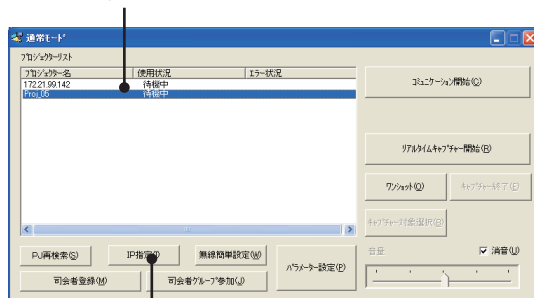 通常モード
プロジェクターリスト
プロジェクター名 使用状況 エラー状況
172.21.99.142 待機中
Proj_05 待機中
コミュニケーション開始(C)
リアルタイムキャプチャー開始(R)
ワンショット(O) キャプチャー終了(E)
キャプチャー対象選択(B)
PJ再検索(S) IP指定(I) 無線簡単設定(W) パラメーター設定(P) 音量 消音(U)
司会者登録(M) 司会者グループ参加(J)